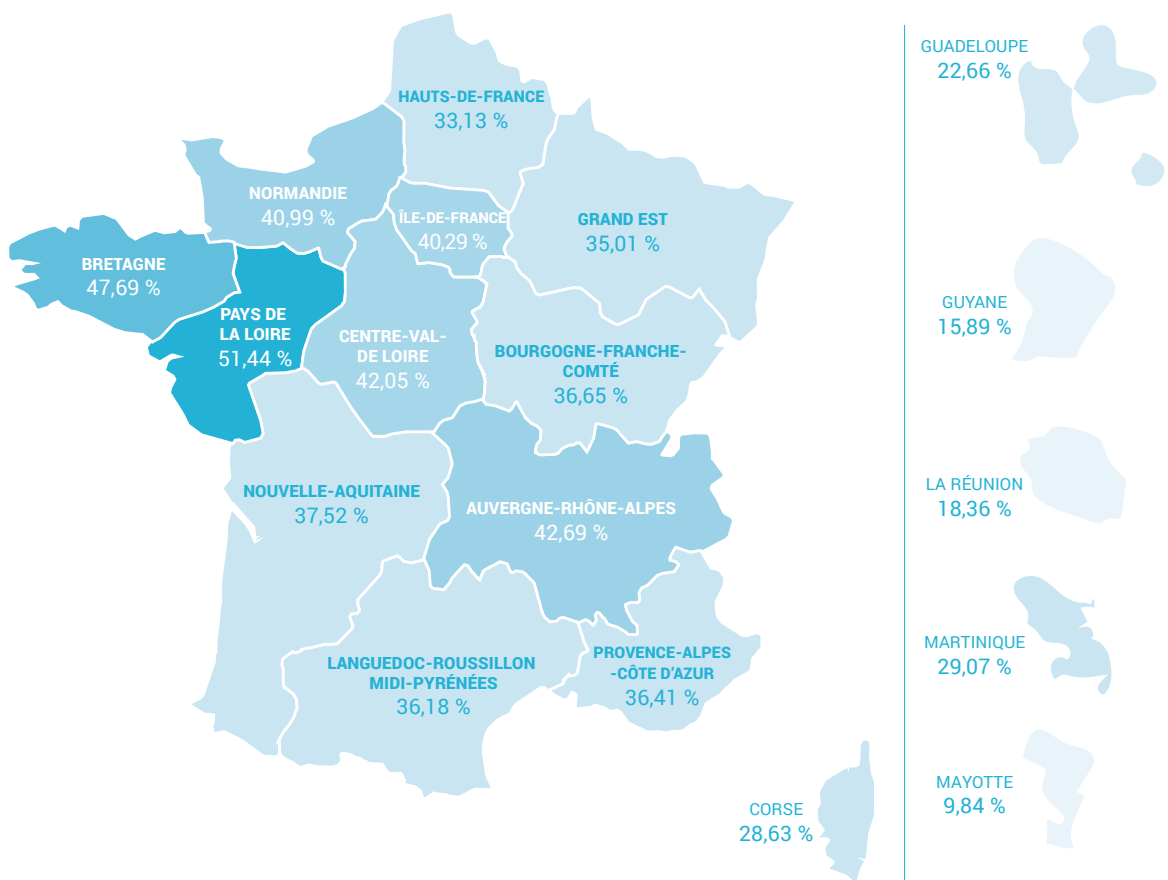 HAUTS-DE-FRANCE
33,13 %
NORMANDIE
40,99 %
ÎLE-DE-FRANCE
40,29 %
GRAND EST
35,01 %
BRETAGNE
47,69 %
PAYS DE
LA LOIRE
51,44 %
CENTRE-VAL-
DE LOIRE
42,05 %
BOURGOGNE-FRANCHE-
COMTÉ
36,65 %
NOUVELLE-AQUITAINE
37,52 %
AUVERGNE-RHÔNE-ALPES
42,69 %
LANGUEDOC-ROUSSILLON
MIDI-PYRÉNÉES
36,18 %
PROVENCE-ALPES
-CÔTE D'AZUR
36,41 %
CORSE
28,63 %
GUADELOUPE
22,66 %
GUYANE
15,89 %
LA RÉUNION
18,36 %
MARTINIQUE
29,07 %
MAYOTTE
9,84 %